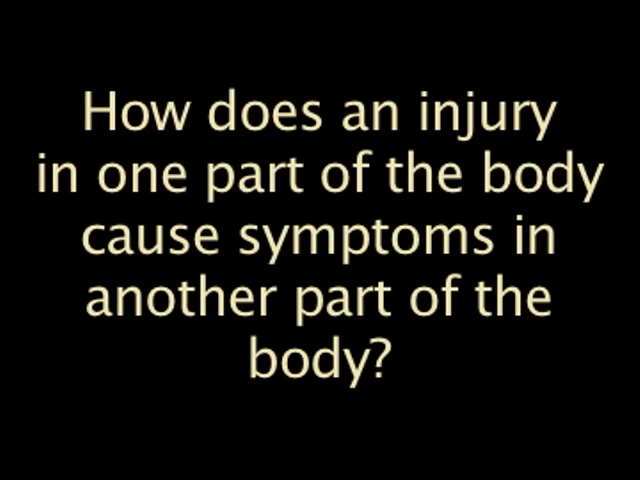 How does an injury
in one part of the body
cause symptoms in
another part of the
body?